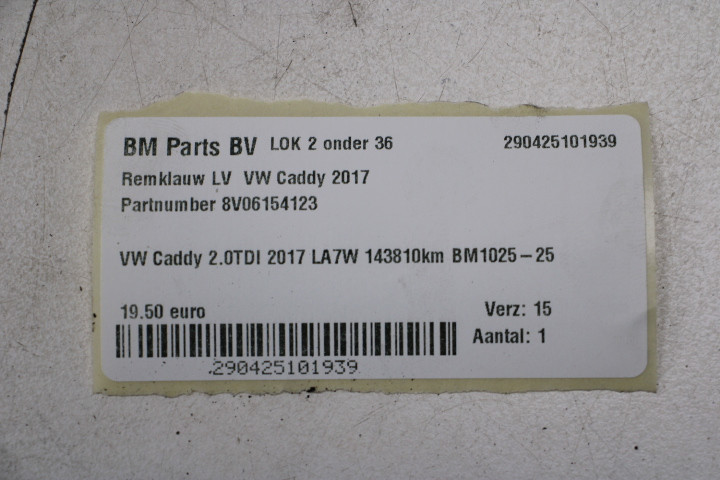 BM Parts BV LOK 2 onder 36 290425101939
Remklauw LV VW Caddy 2017
Partnumber 8V06154123
VW Caddy 2.0TDI 2017 LA7W 143810km BM1025-25
19.50 euro Verz: 15
Aantal: 1
290425101939